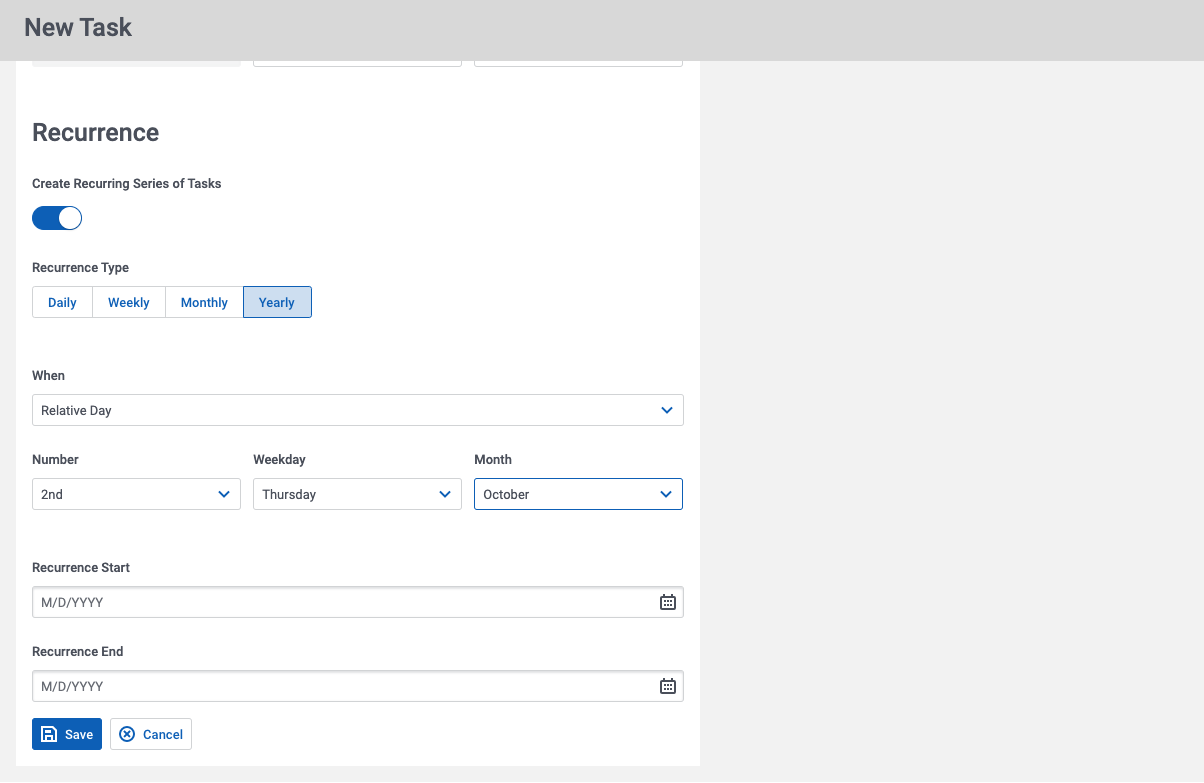 New Task
Recurrence
Create Recurring Series of Tasks
Recurrence Type
Daily Weekly Monthly Yearly
When
Relative Day
Number Weekday Month
2nd Thursday October
Recurrence Start
M/D/YYYY
Recurrence End
M/D/YYYY
Save Cancel